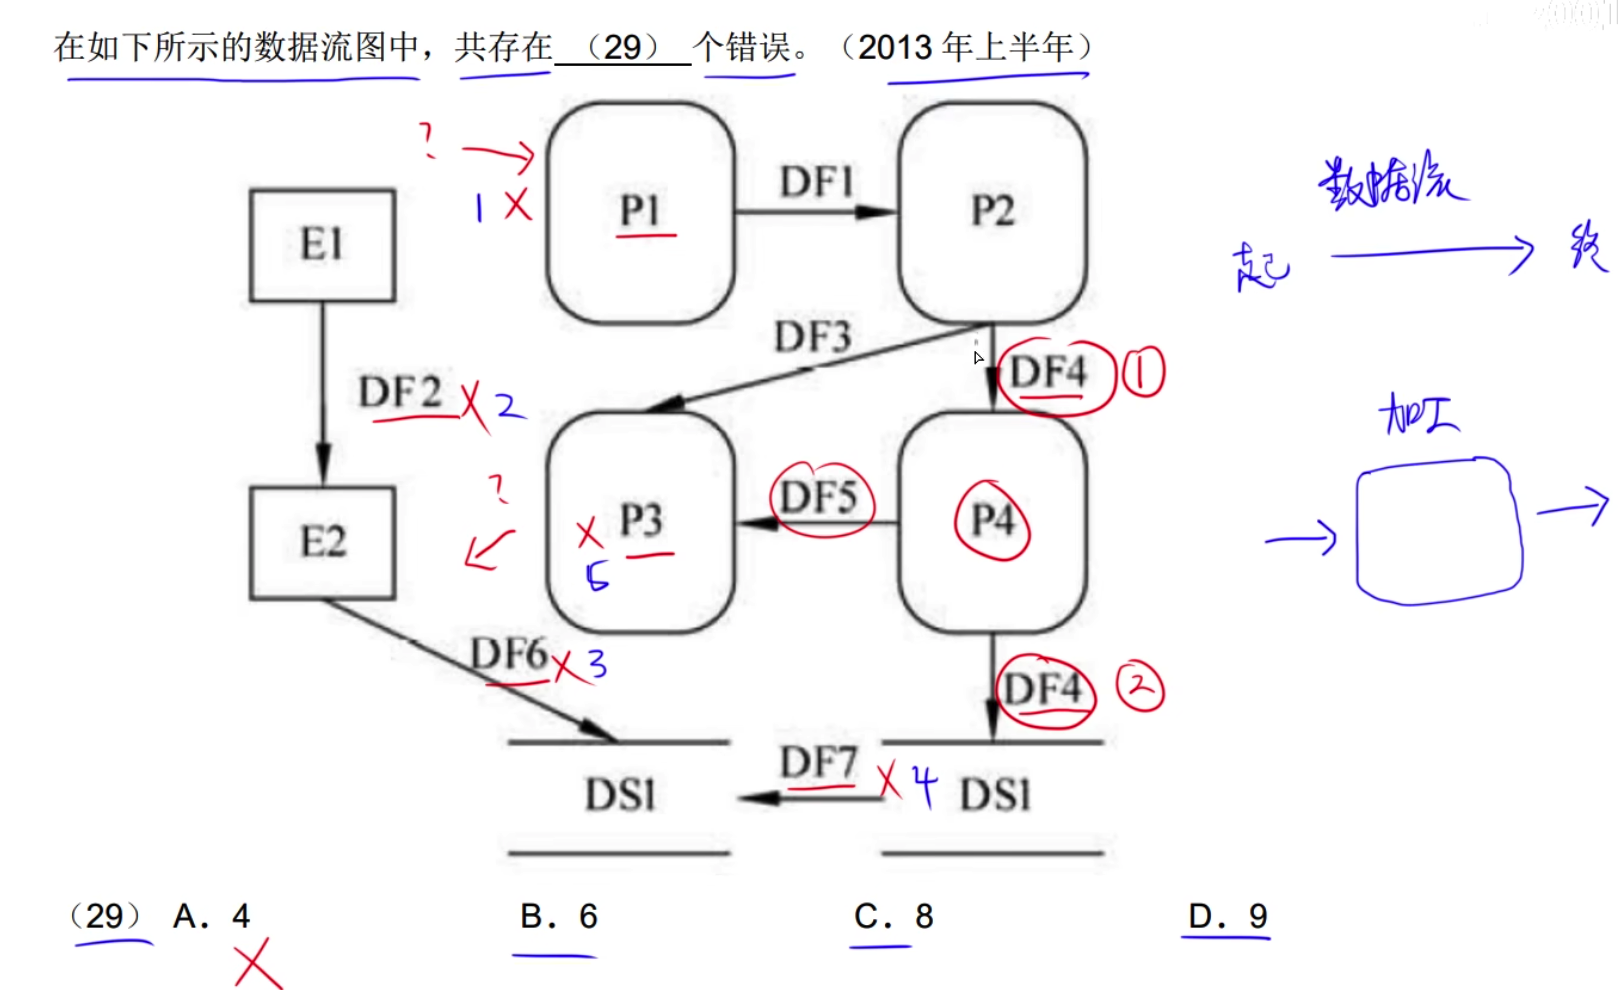 在如下所示的数据流图中，共存在 （29） 个错误。（2013 年上半年）
? 
1 X P1 DF1 P2
数据流
起 终
E1
DF3
DF2 X 2
DF4 ①
加工
?
E2 X P3 DF5 P4
5
DF6 X 3
DF4 ②
DS1 DF7 X 4 DS1
（29） A. 4 B. 6 C. 8 D. 9
X